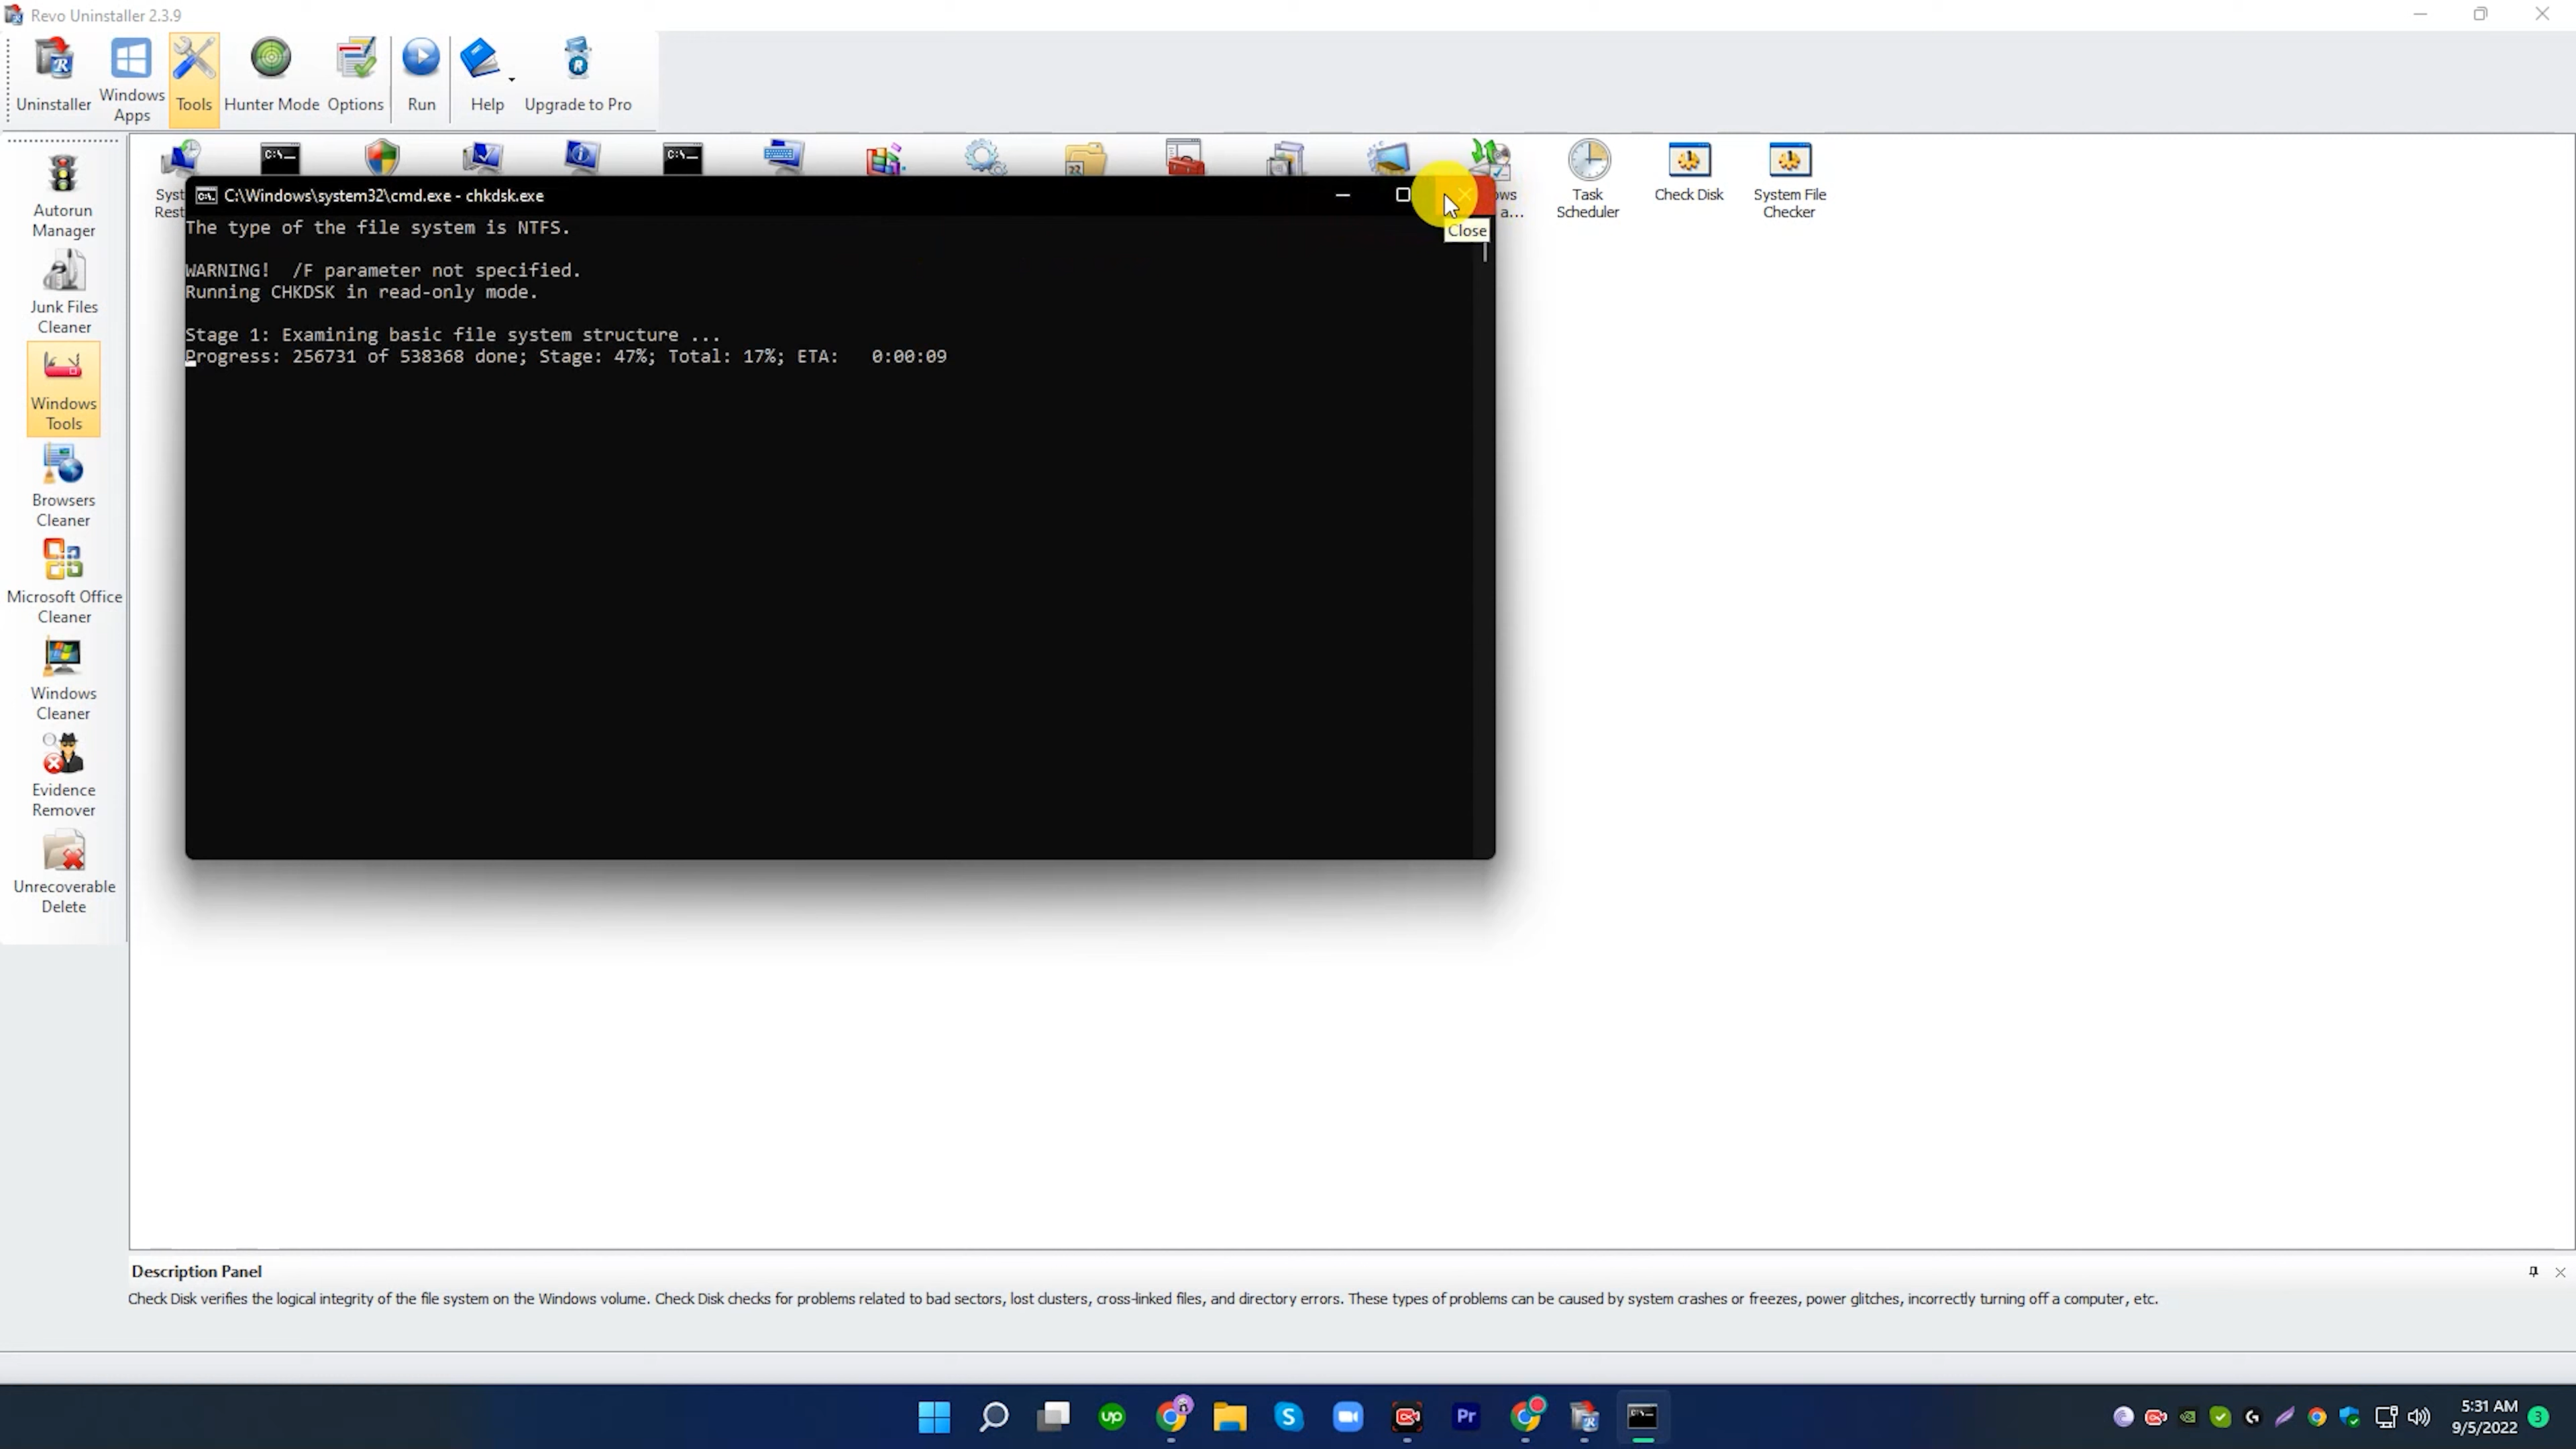 Revo Uninstaller 2.3.9
Uninstaller
Windows
Apps
Tools
Hunter Mode
Options
Run
Help
Upgrade to Pro
Autorun
Manager
Junk Files
Cleaner
Windows
Tools
Browsers
Cleaner
Microsoft Office
Cleaner
Windows
Cleaner
Evidence
Remover
Unrecoverable
Delete
Syst
Rest
ows
a...
Task
Scheduler
Check Disk
System File
Checker
C:\Windows\system32\cmd.exe - chkdsk.exe
Close
The type of the file system is NTFS.
WARNING!  /F parameter not specified.
Running CHKDSK in read-only mode.
Stage 1: Examining basic file system structure ...
Progress: 256731 of 538368 done; Stage: 47%; Total: 17%; ETA:   0:00:09
Description Panel
Check Disk verifies the logical integrity of the file system on the Windows volume. Check Disk checks for problems related to bad sectors, lost clusters, cross-linked files, and directory errors. These types of problems can be caused by system crashes or freezes, power glitches, incorrectly turning off a computer, etc.
up
S
Pr
5:31 AM
9/5/2022
3